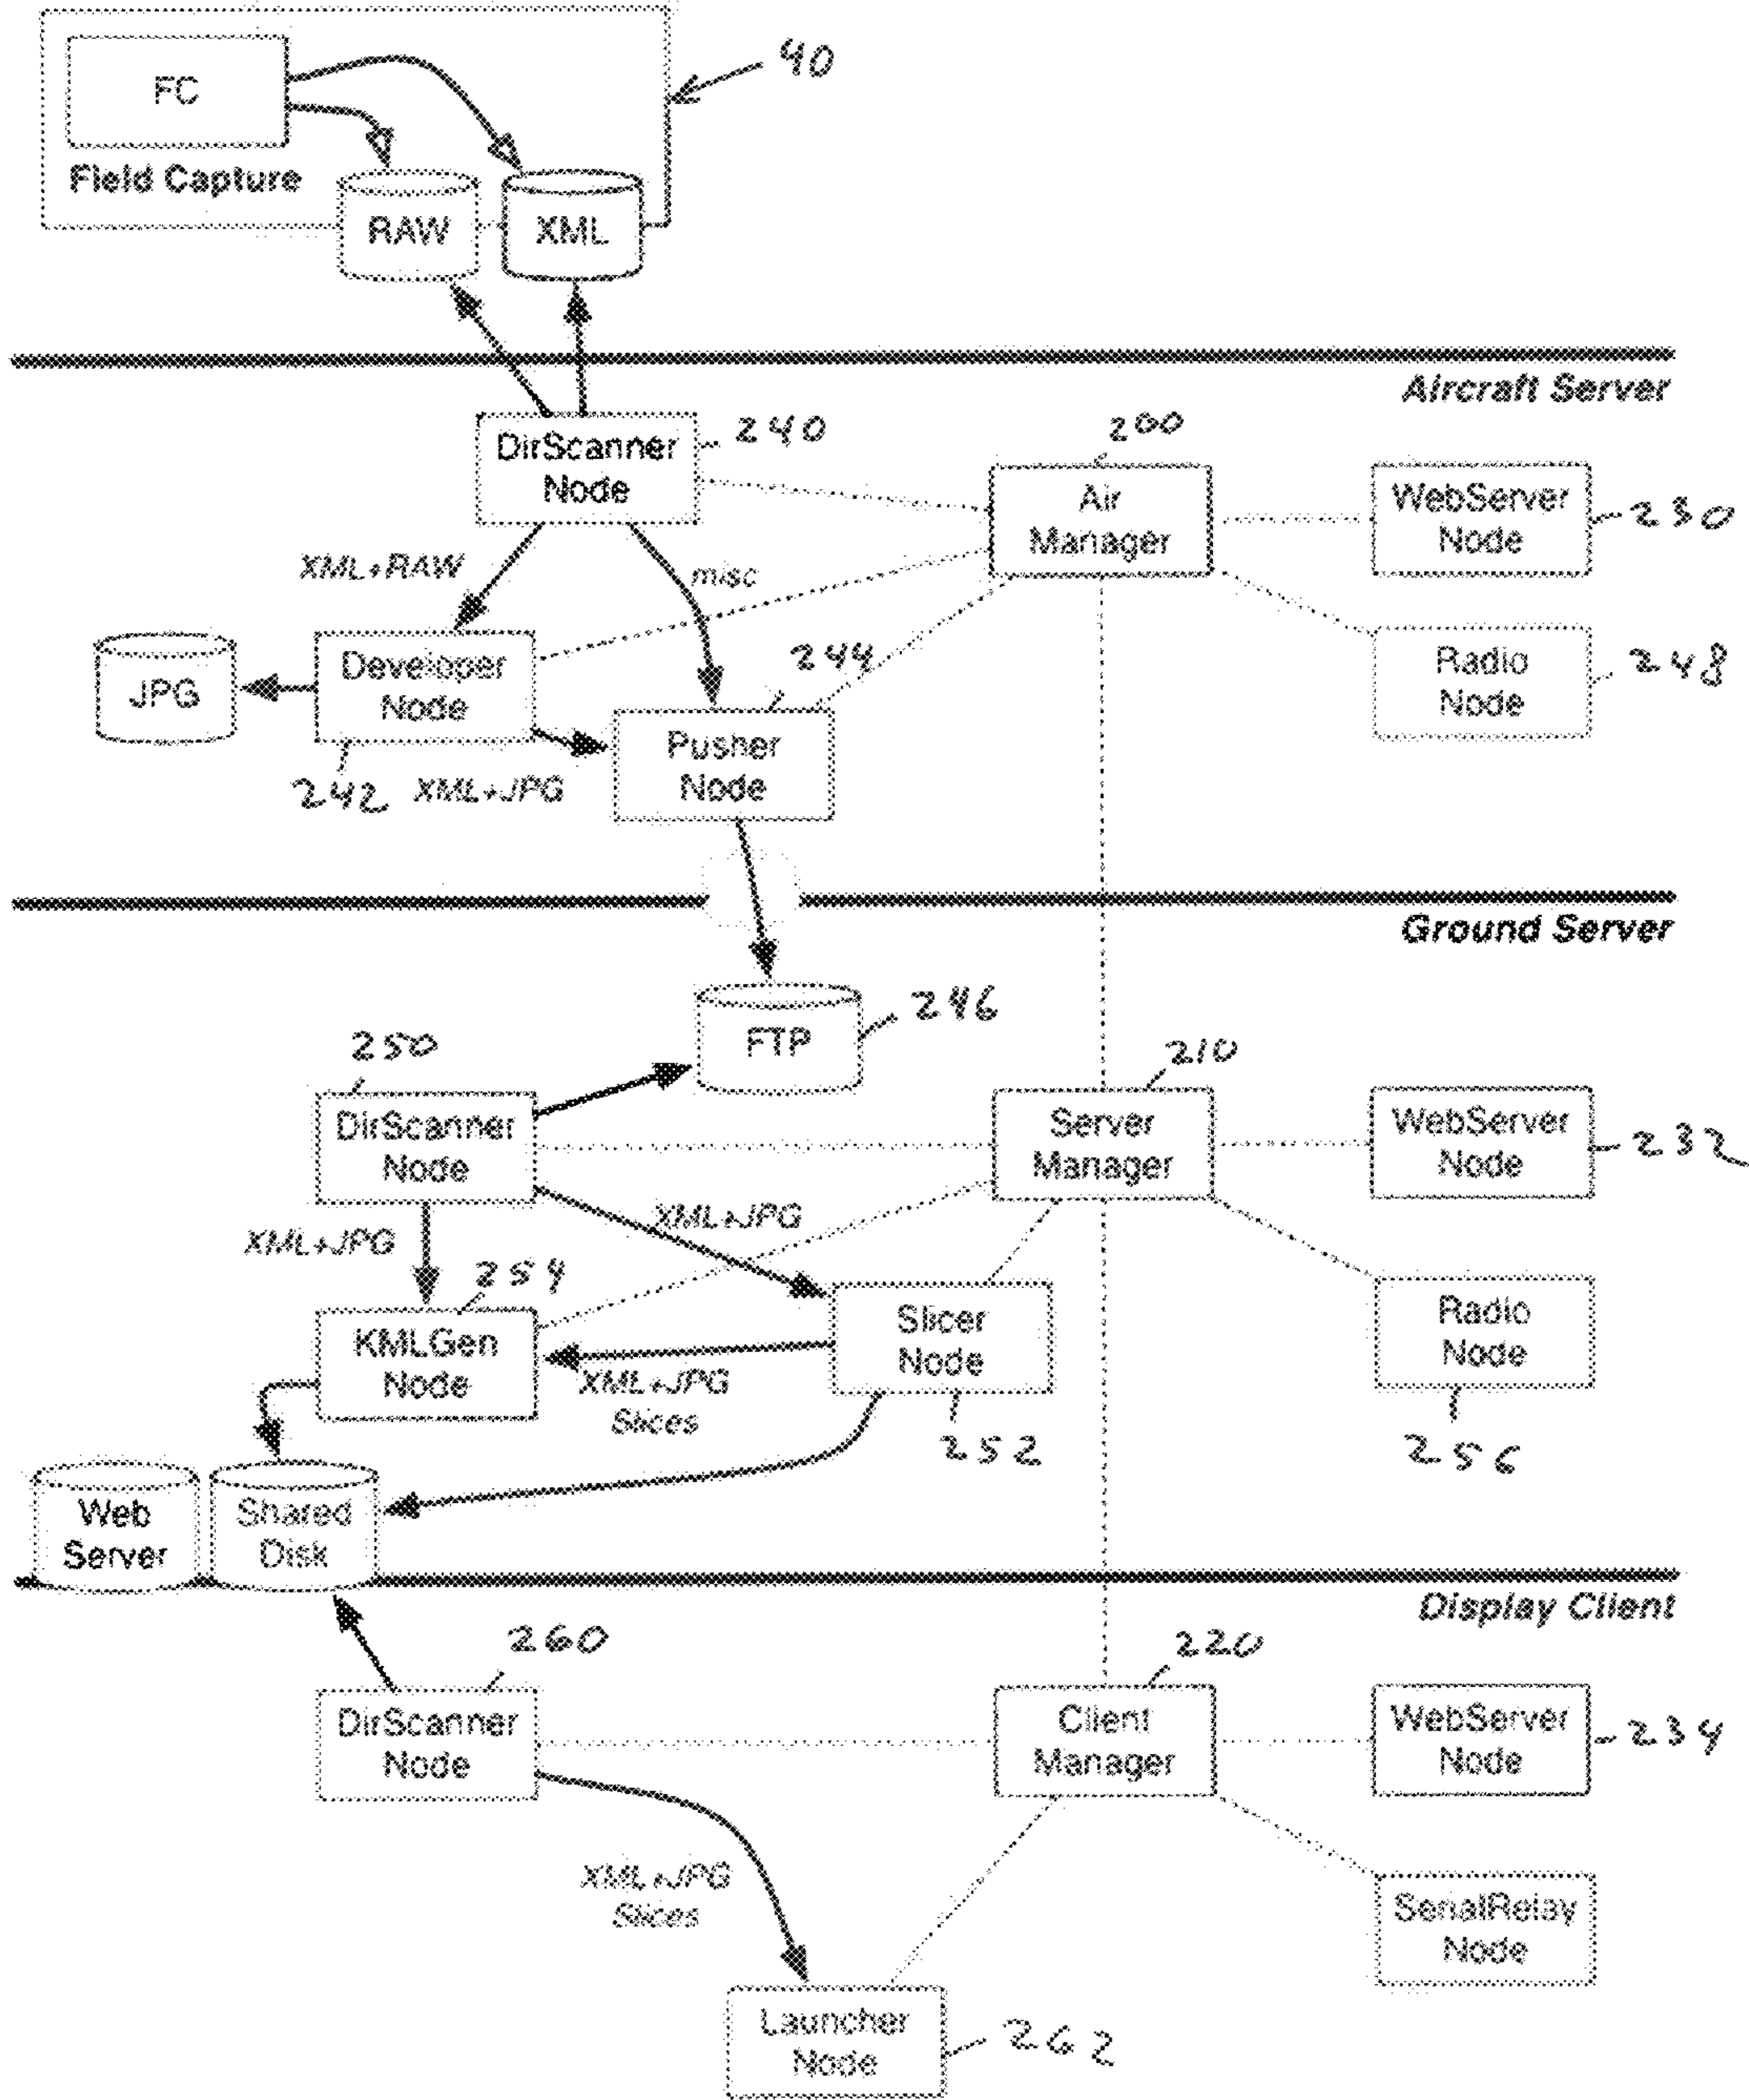 40
FC
Field Capture
RAW
XML
Aircraft Server
DirScanner
Node
240
200
Air
Manager
WebServer
Node
230
XML+RAW
misc
JPG
Developer
Node
244
Radio
Node
248
242
XML+JPG
Pusher
Node
Ground Server
FTP
246
250
DirScanner
Node
210
Server
Manager
WebServer
Node
232
XML+JPG
XML+JPG
254
KMLGen
Node
Slicer
Node
Radio
Node
XML+JPG
Slices
252
256
Web
Server
Shared
Disk
Display Client
260
DirScanner
Node
220
Client
Manager
WebServer
Node
234
XML+JPG
Slices
SerialRelay
Node
Launcher
Node
262